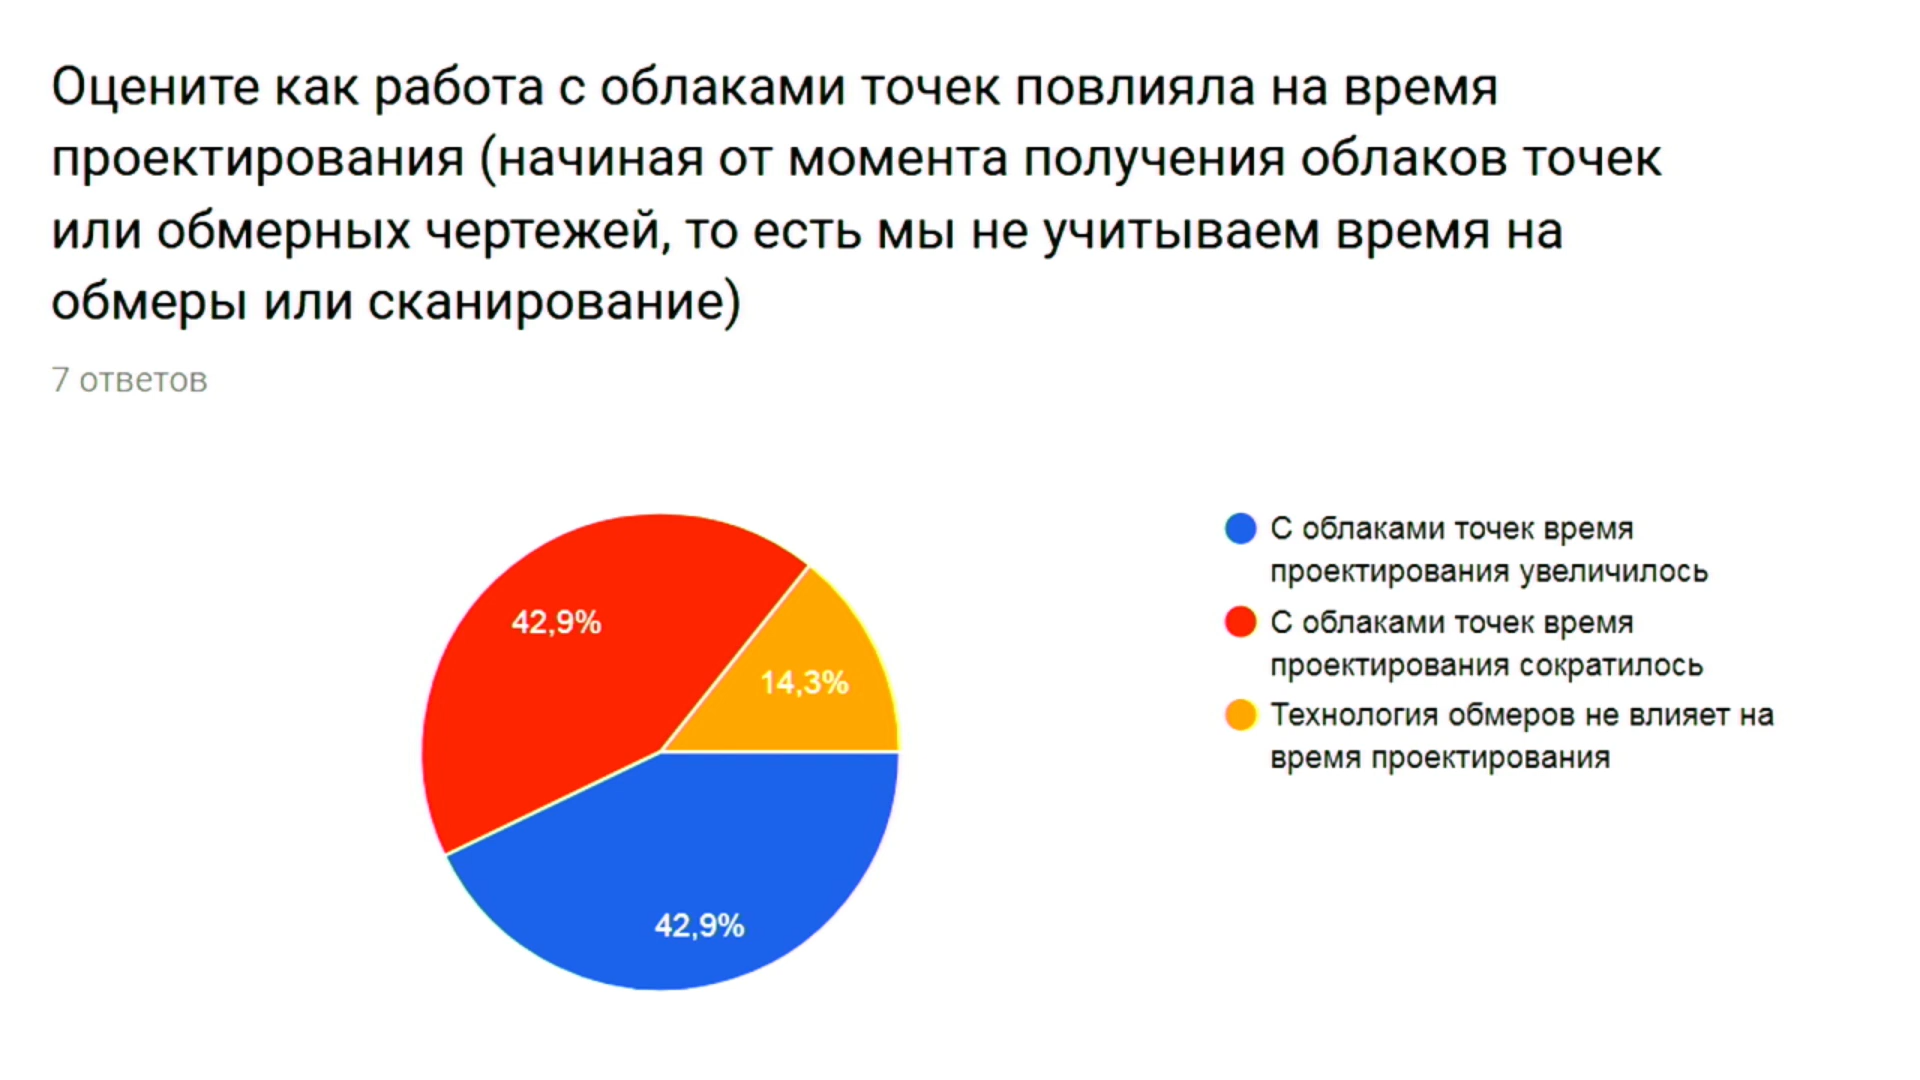 Оцените как работа с облаками точек повлияла на время
проектирования (начиная от момента получения облаков точек
или обмерных чертежей, то есть мы не учитываем время на
обмеры или сканирование)
7 ответов
42,9%
14,3%
42,9%
С облаками точек время
проектирования увеличилось
С облаками точек время
проектирования сократилось
Технология обмеров не влияет на
время проектирования